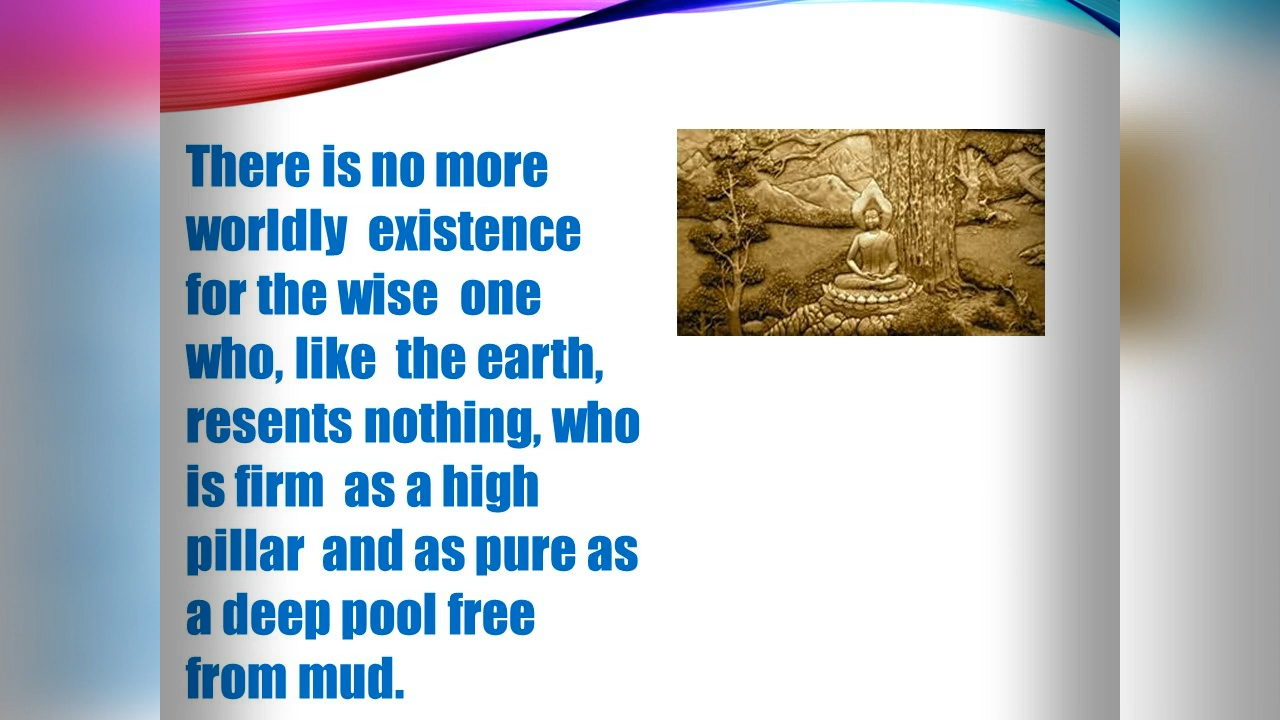 There is no more
worldly existence
for the wise one
who, like the earth,
resents nothing, who
is firm as a high
pillar and as pure as
a deep pool free
from mud.